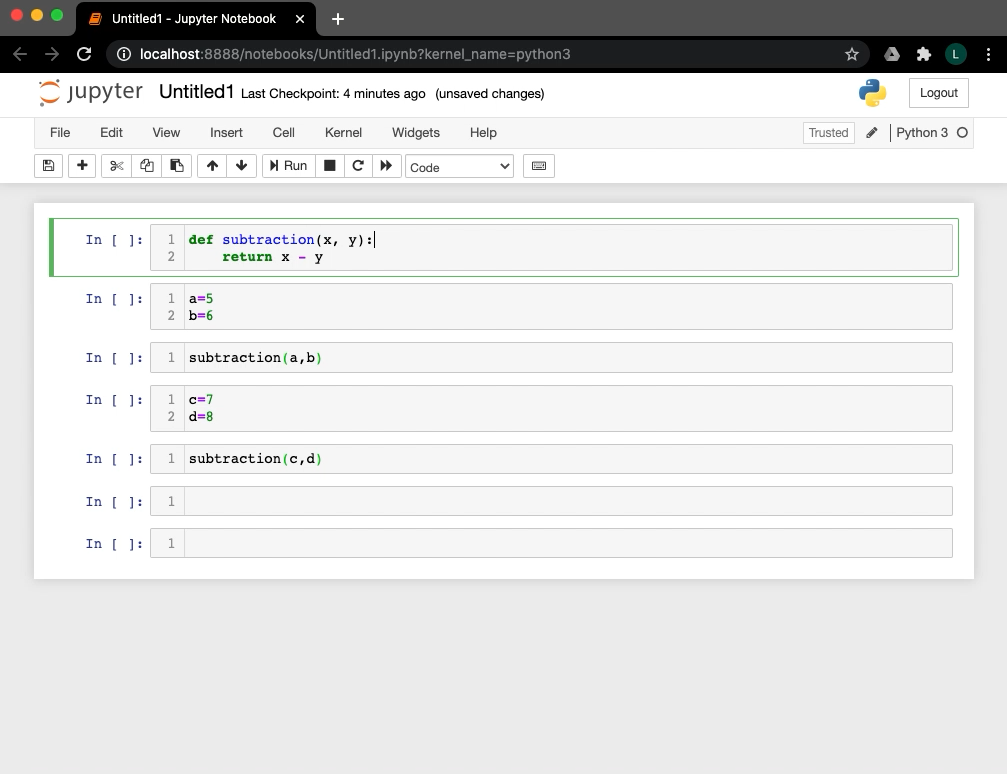 Untitled1 - Jupyter Notebook
localhost:8888/notebooks/Untitled1.ipynb?kernel_name=python3
L
jupyter Untitled1 Last Checkpoint: 4 minutes ago (unsaved changes)
Logout
File Edit View Insert Cell Kernel Widgets Help Trusted Python 3
Run Code
In [ ]: 1 def subtraction(x, y):
2 return x - y
In [ ]: 1 a=5
2 b=6
In [ ]: 1 subtraction(a,b)
In [ ]: 1 c=7
2 d=8
In [ ]: 1 subtraction(c,d)
In [ ]: 1
In [ ]: 1